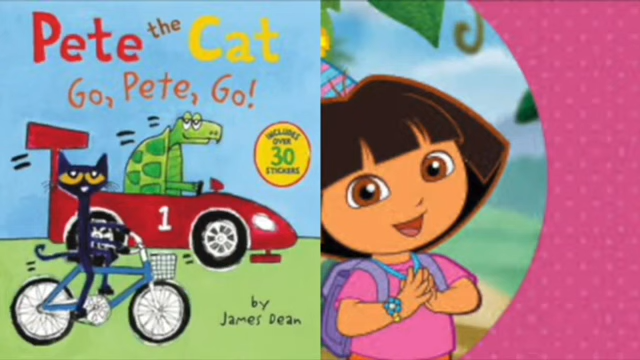 Pete the Cat
Go, Pete, Go!
INCLUDES
OVER
30
STICKERS
1
by
James Dean